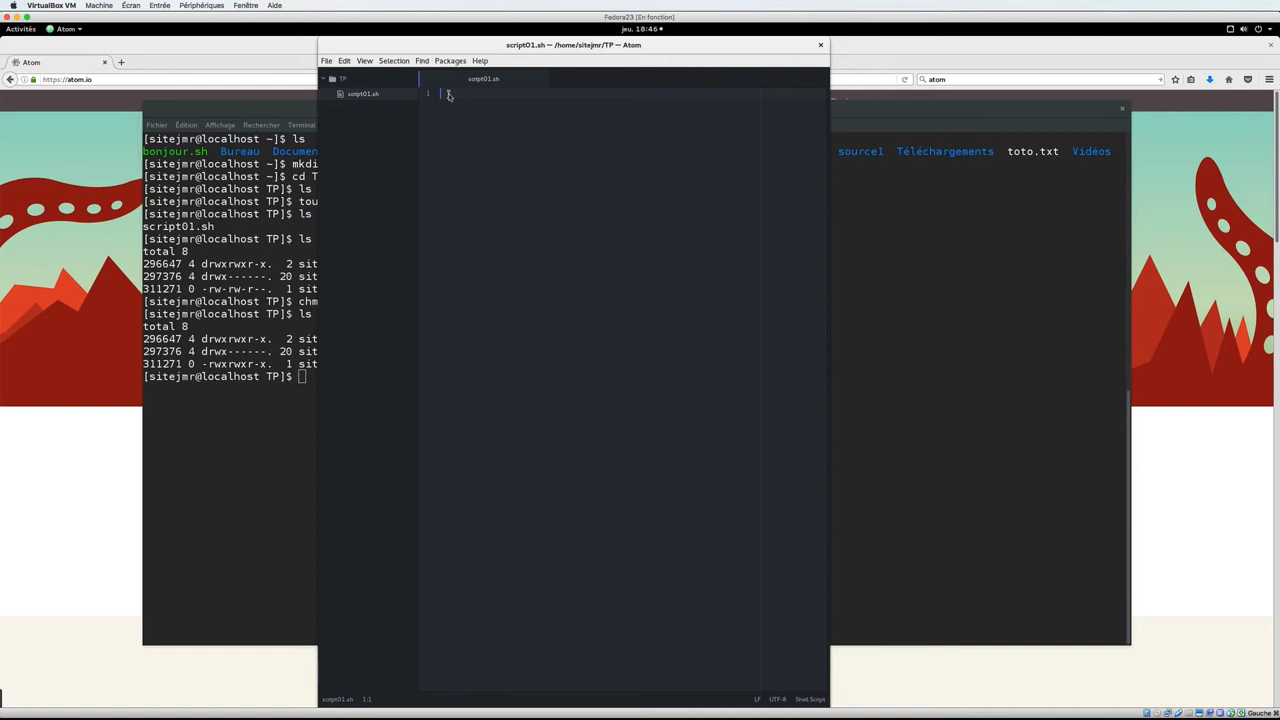 VirtualBox VM Machine Écran Entrée Périphériques Fenêtre Aide
Fedora23 [En fonction]
Activités Atom jeu. 18:46
script01.sh — /home/sitejmr/TP — Atom
Atom
File Edit View Selection Find Packages Help
https://atom.io
atom
TP
script01.sh
script01.sh
1
Fichier Édition Affichage Rechercher Terminal
[sitejmr@localhost ~]$ ls
bonjour.sh Bureau Documen
source1 Téléchargements toto.txt Vidéos
[sitejmr@localhost ~]$ mkdi
[sitejmr@localhost ~]$ cd T
[sitejmr@localhost TP]$ ls
[sitejmr@localhost TP]$ tou
[sitejmr@localhost TP]$ ls
script01.sh
[sitejmr@localhost TP]$ ls
total 8
296647 4 drwxrwxr-x. 2 sit
297376 4 drwx------. 20 sit
311271 0 -rw-rw-r--. 1 sit
[sitejmr@localhost TP]$ chm
[sitejmr@localhost TP]$ ls
total 8
296647 4 drwxrwxr-x. 2 sit
297376 4 drwx------. 20 sit
311271 0 -rwxrwxr-x. 1 sit
[sitejmr@localhost TP]$
script01.sh 1:1
LF UTF-8 Shell Script
Gauche ⌘